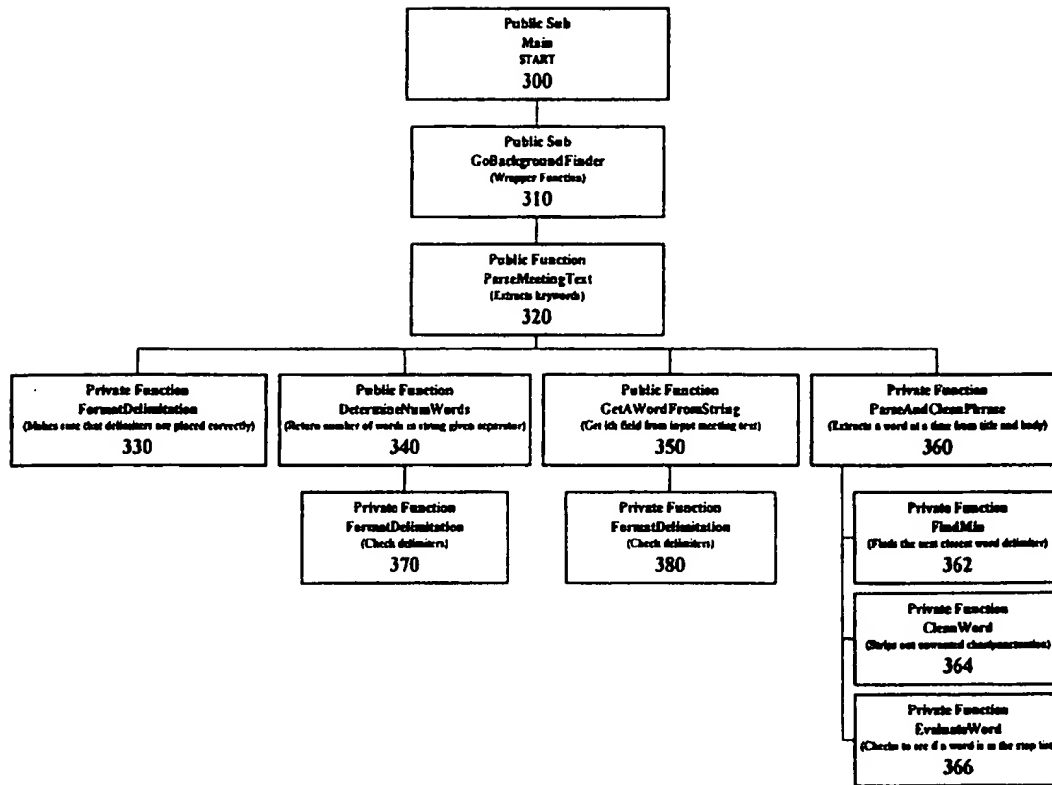 Public Sub
Main
START
300
Public Sub
GoBackgroundFinder
(Wrapper Function)
310
Public Function
ParseMeetingText
(Extracts keywords)
320
Private Function
FormatDelimitation
(Makes sure that delimiters are placed correctly)
330
Public Function
DetermineNumWords
(Return number of words in string given separator)
340
Public Function
GetAWordFromString
(Get ith field from input meeting text)
350
Private Function
ParseAndCleanPhrase
(Extracts a word at a time from title and body)
360
Private Function
FormatDelimitation
(Check delimiters)
370
Private Function
FormatDelimitation
(Check delimiters)
380
Private Function
FindMin
(Finds the next closest word delimiter)
362
Private Function
CleanWord
(Strips out unwanted chars/punctuation)
364
Private Function
EvaluateWord
(Checks to see if a word is in the stop list
366